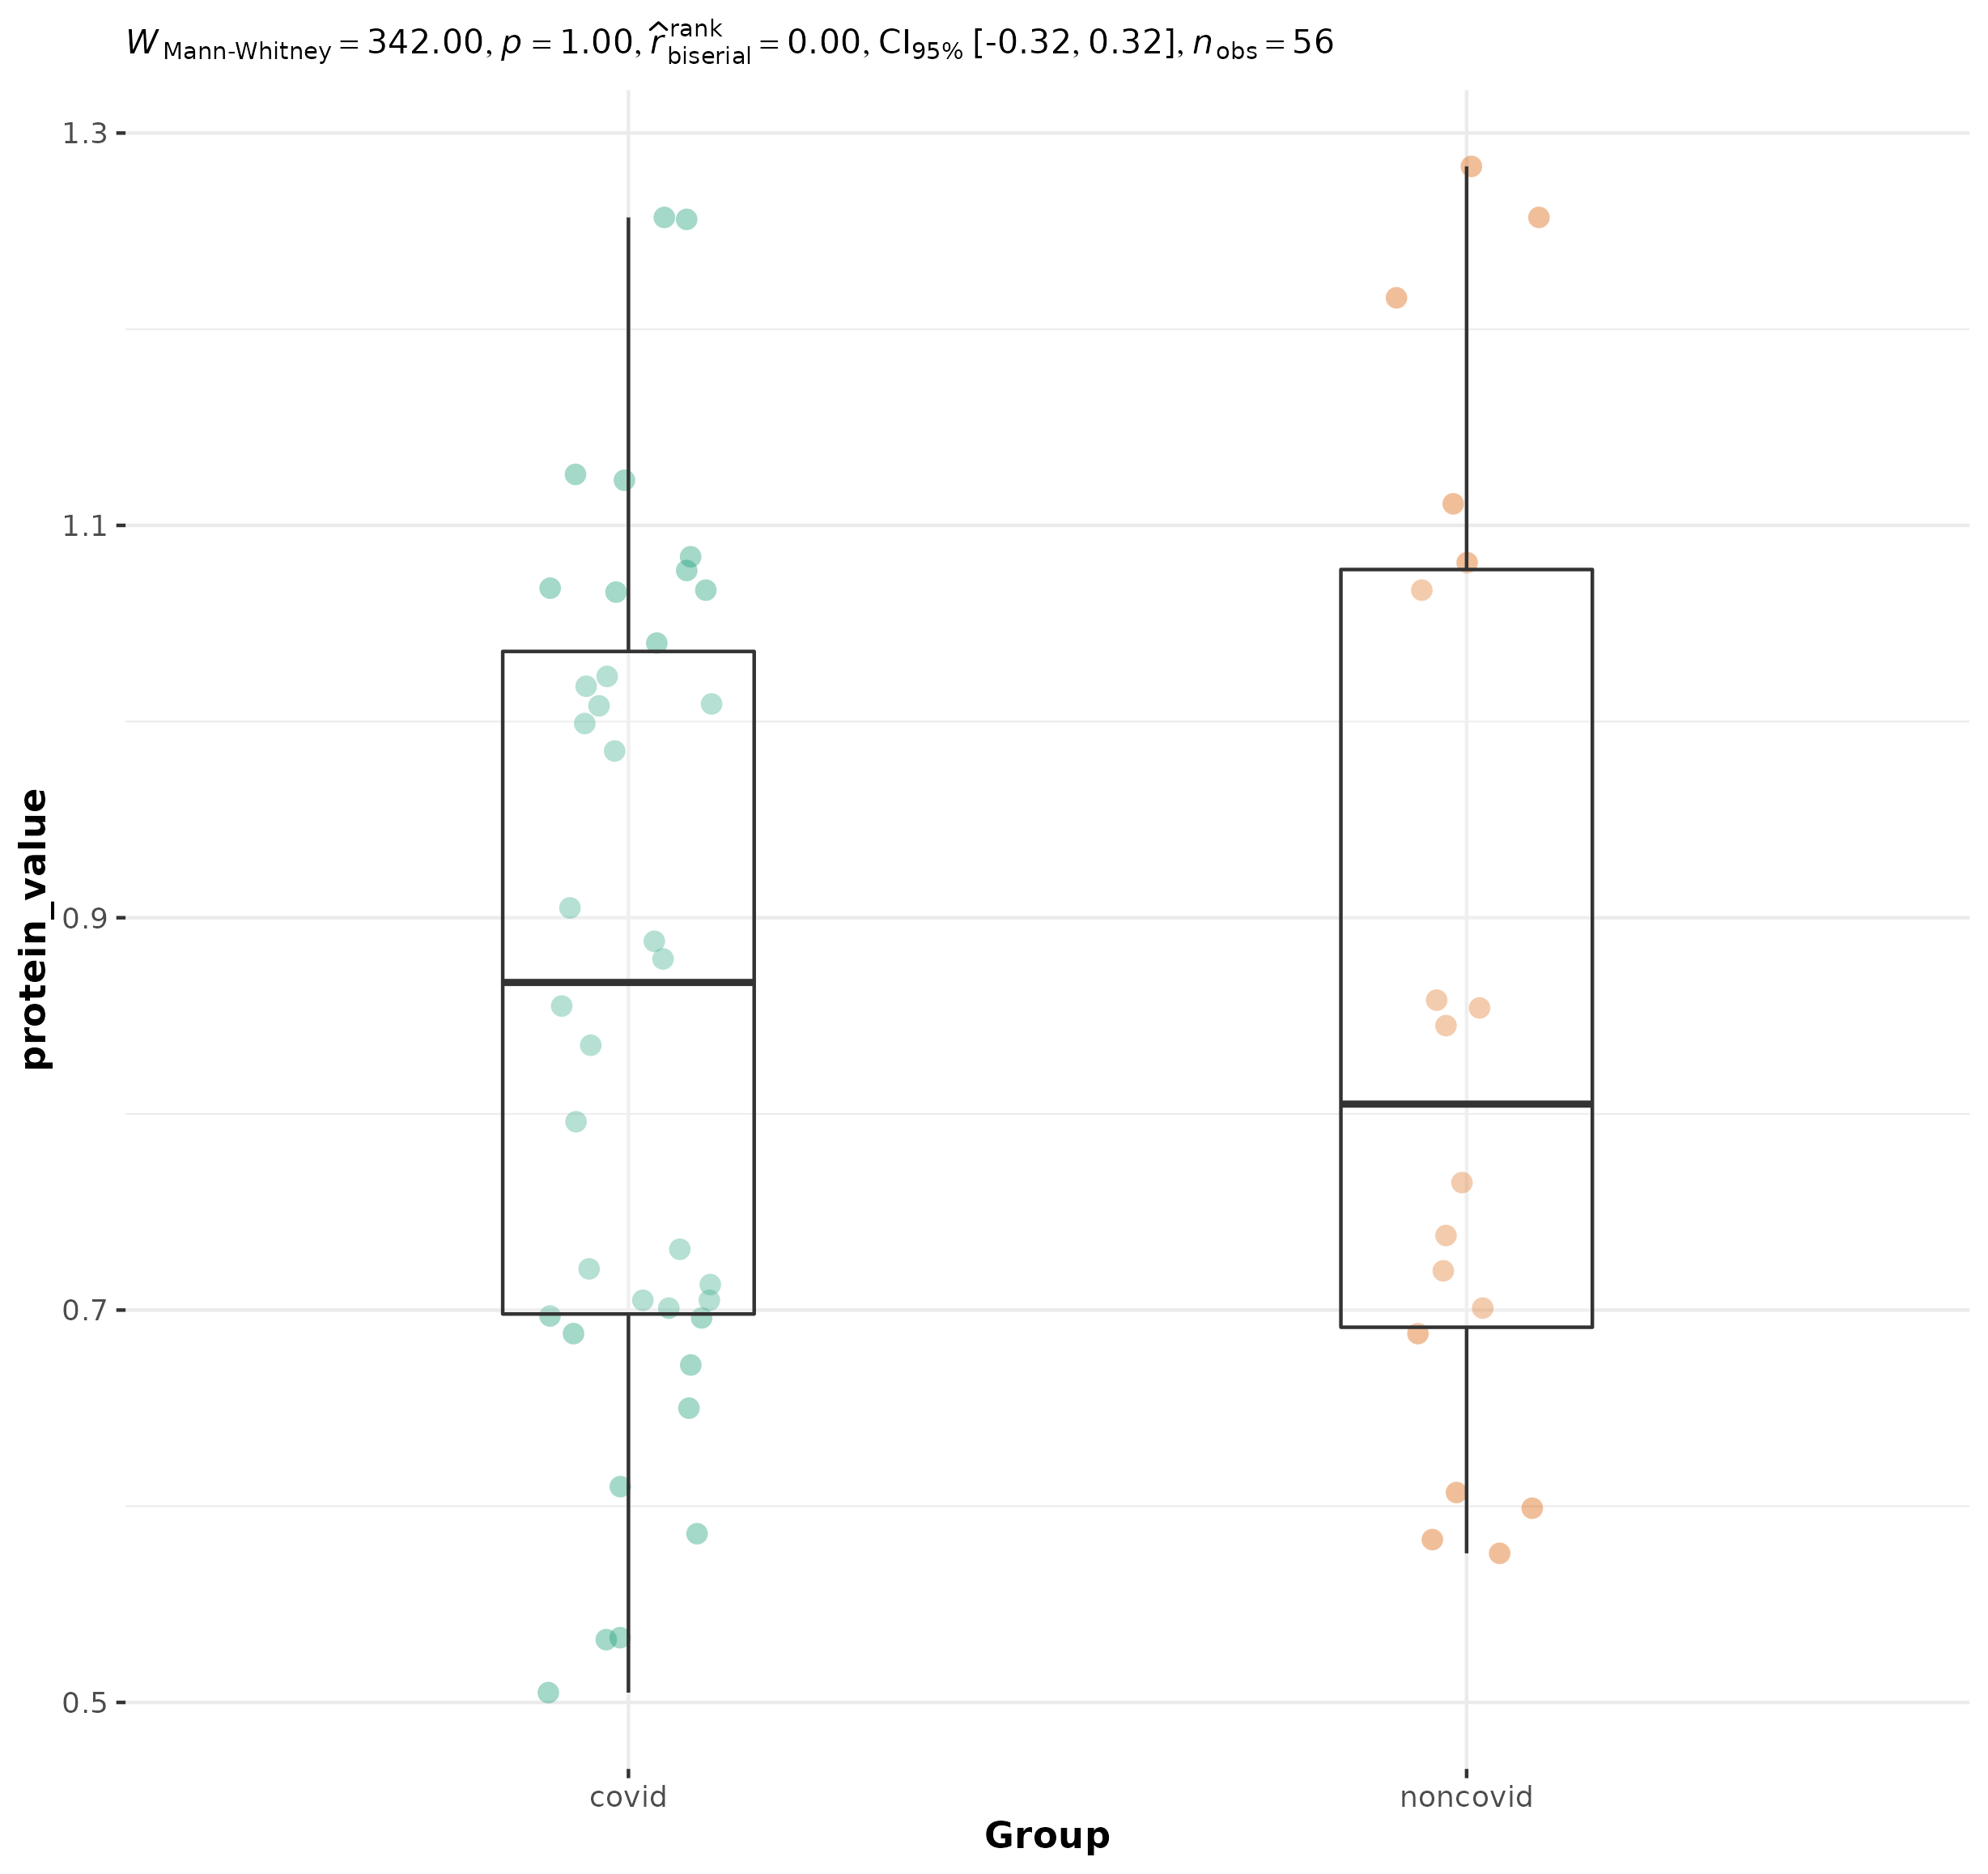 W Mann-Whitney = 342.00, p = 1.00, r̂ rank biserial = 0.00, CI95% [-0.32, 0.32], nobs = 56
1.3
1.1
0.9
0.7
0.5
protein_value
covid noncovid
Group